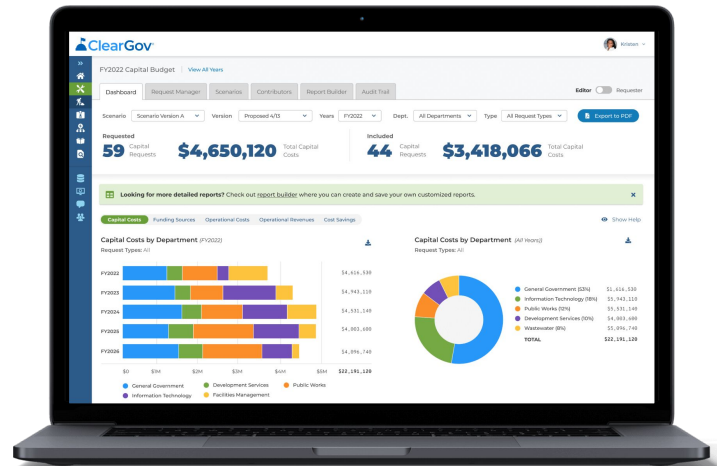 ClearGov
Kristen
FY2022 Capital Budget | View All Years
Dashboard Request Manager Scenarios Contributors Report Builder Audit Trail
Editor Requester
Scenario Scenario Version A Version Proposed 4/13 Years FY2022 Dept. All Departments Type All Request Types Export to PDF
Requested
59 Capital Requests $4,650,120 Total Capital Costs
Included
44 Capital Requests $3,418,066 Total Capital Costs
Looking for more detailed reports? Check out report builder where you can create and save your own customized reports. ×
Capital Costs Funding Sources Operational Costs Operational Revenues Cost Savings
Show Help
Capital Costs by Department (FY2022)
Request Types: All
FY2022 $4,616,530
FY2023 $4,943,110
FY2024 $4,531,140
FY2025 $4,003,600
FY2026 $4,096,740
$0 $1M $2M $3M $4M $5M $22,191,120
General Government Development Services Public Works
Information Technology Facilities Management
Capital Costs by Department (All Years)
Request Types: All
General Government (53%) $1,616,530
Information Technology (18%) $5,943,110
Public Works (12%) $5,531,140
Development Services (10%) $4,003,600
Wastewater (8%) $5,096,740
TOTAL $22,191,120